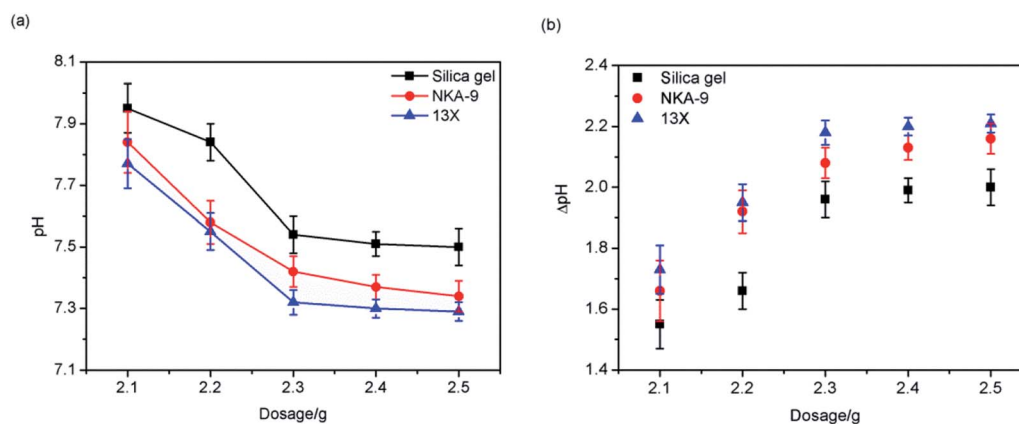 (a)
8.1
7.9
7.7
7.5
7.3
7.1
pH
Silica gel
NKA-9
13X
2.1 2.2 2.3 2.4 2.5
Dosage/g
(b)
2.4
2.2
2.0
1.8
1.6
1.4
ΔpH
Silica gel
NKA-9
13X
2.1 2.2 2.3 2.4 2.5
Dosage/g